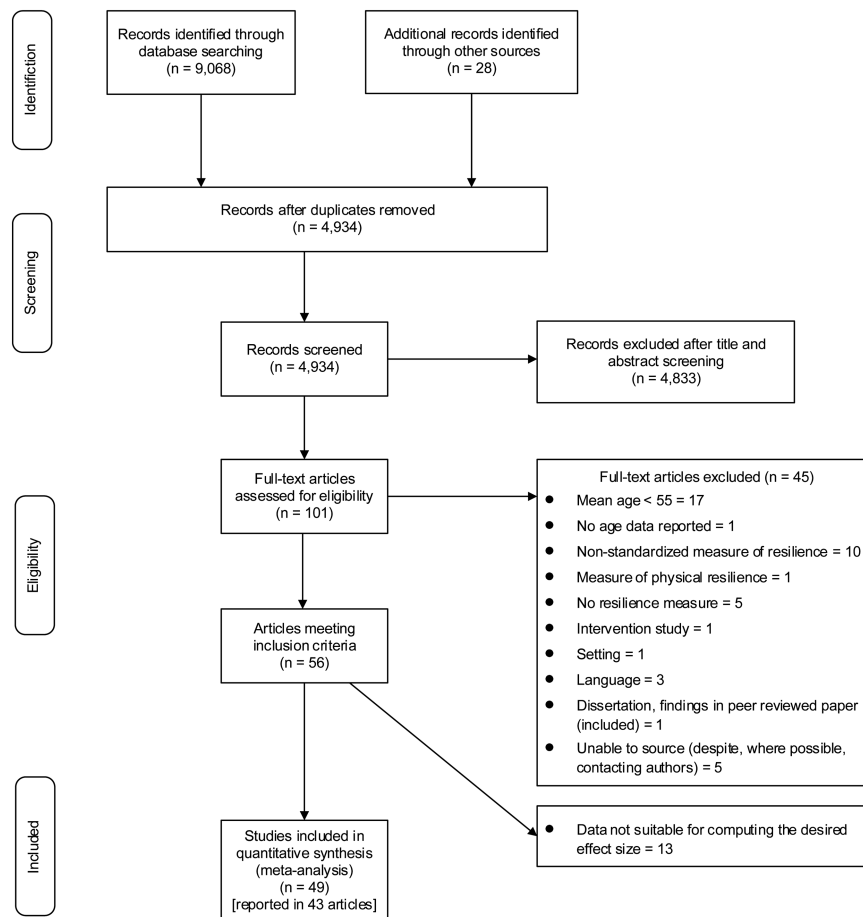 Identifiction
Records identified through
database searching
(n = 9,068)
Additional records identified
through other sources
(n = 28)
Screening
Records after duplicates removed
(n = 4,934)
Records screened
(n = 4,934)
Records excluded after title and
abstract screening
(n = 4,833)
Eligibility
Full-text articles
assessed for eligibility
(n = 101)
Full-text articles excluded (n = 45)
● Mean age < 55 = 17
● No age data reported = 1
● Non-standardized measure of resilience = 10
● Measure of physical resilience = 1
● No resilience measure = 5
● Intervention study = 1
● Setting = 1
● Language = 3
● Dissertation, findings in peer reviewed paper
(included) = 1
● Unable to source (despite, where possible,
contacting authors) = 5
Articles meeting
inclusion criteria
(n = 56)
Included
Studies included in
quantitative synthesis
(meta-analysis)
(n = 49)
[reported in 43 articles]
● Data not suitable for computing the desired
effect size = 13